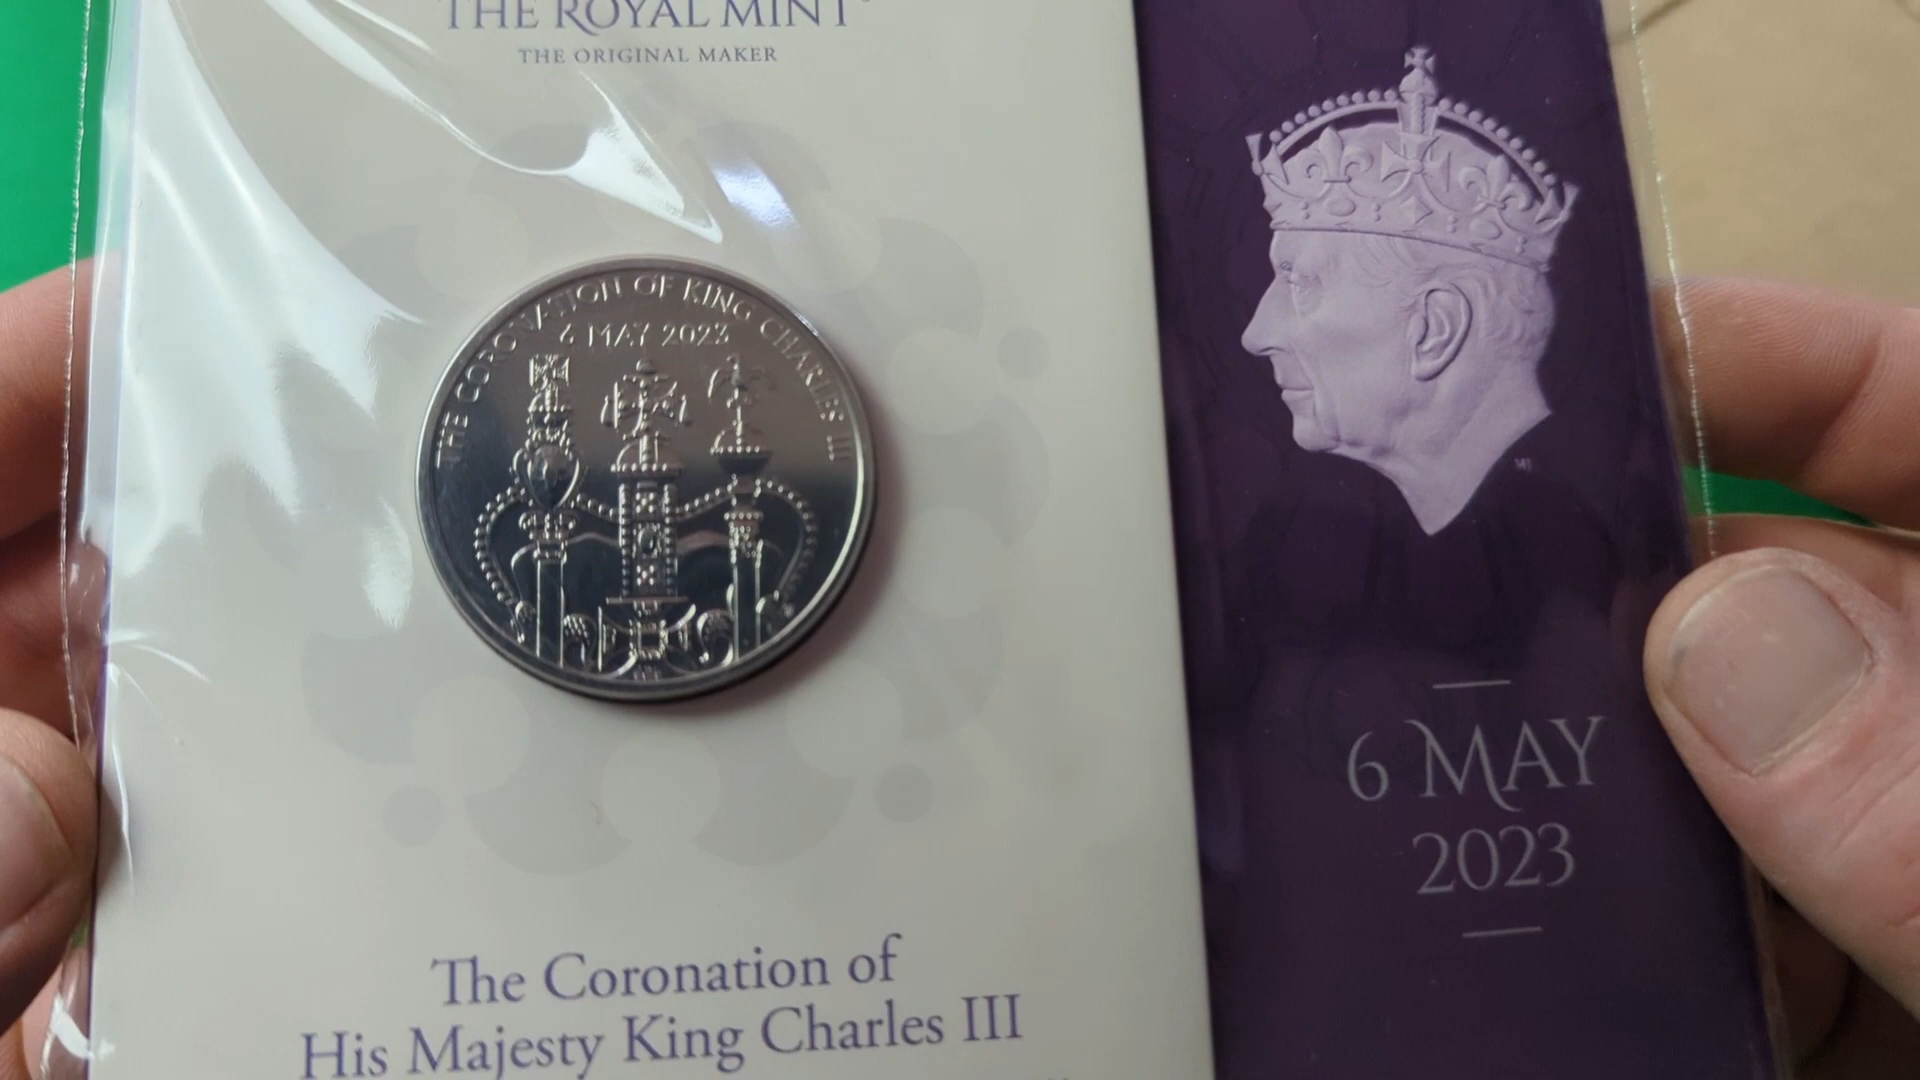 THE ROYAL MINT®
THE ORIGINAL MAKER
THE CORONATION OF KING CHARLES III
6 MAY 2023
MJ
6 MAY
2023
The Coronation of
His Majesty King Charles III